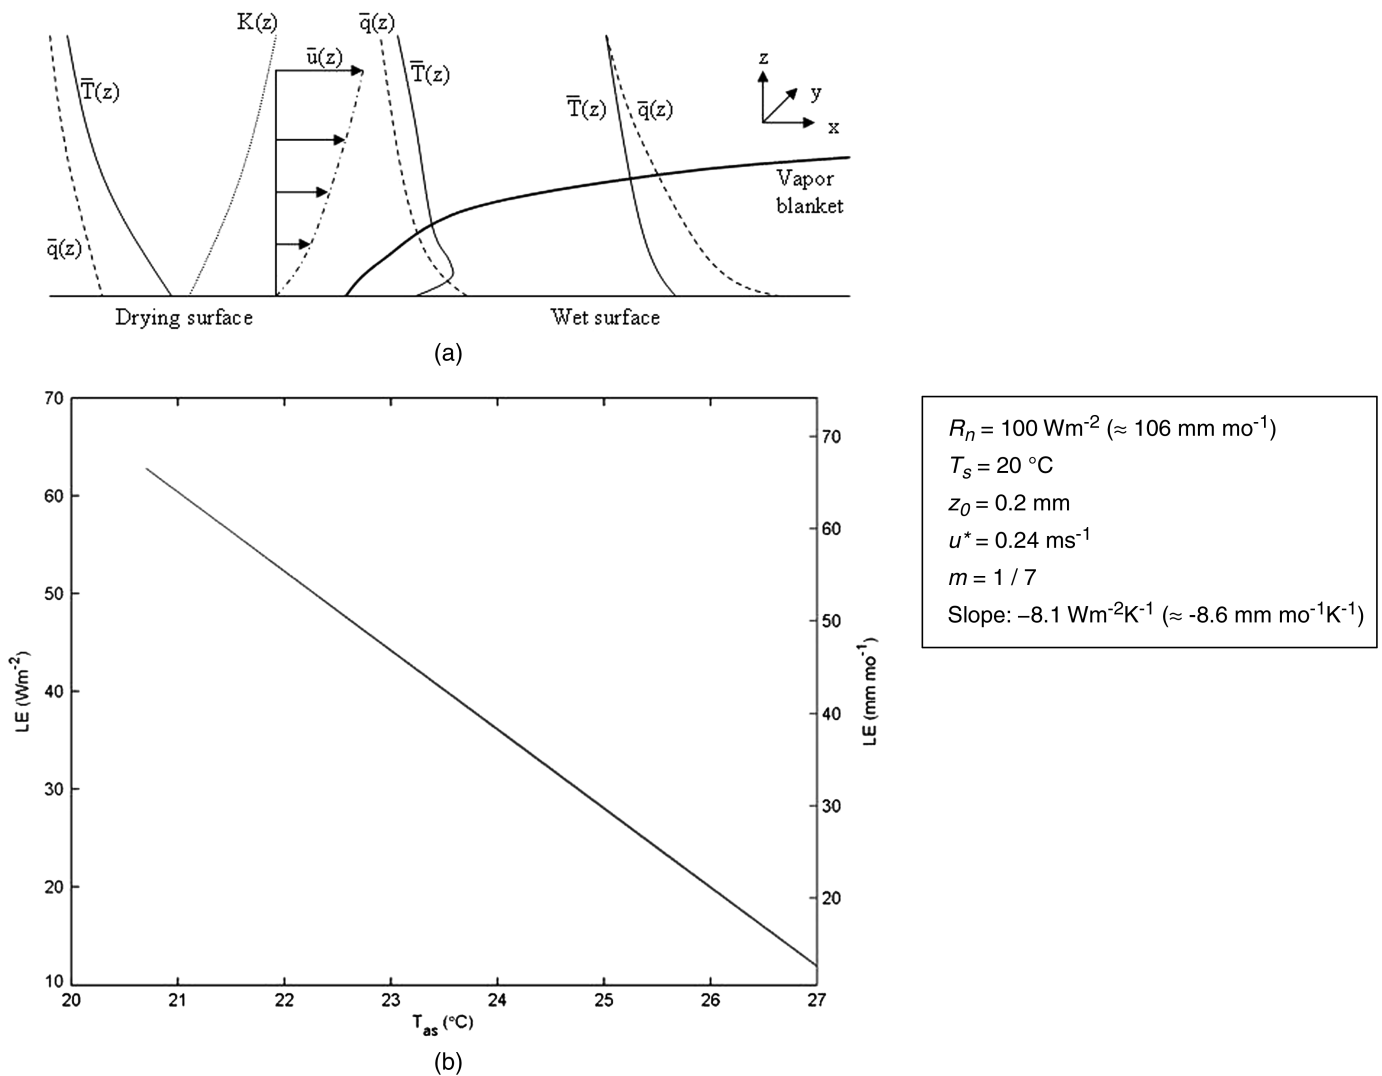 K(z)
q̄(z)
ū(z)
T̄(z)
T̄(z)
T̄(z)
q̄(z)
z
y
x
Vapor
blanket
q̄(z)
Drying surface
Wet surface
(a)
70
60
50
40
30
20
10
LE (Wm⁻²)
20
21
22
23
24
25
26
27
T_as (°C)
70
60
50
40
30
20
LE (mm mo⁻¹)
(b)
R_n = 100 Wm⁻² (≈ 106 mm mo⁻¹)
T_s = 20 °C
z_0 = 0.2 mm
u* = 0.24 ms⁻¹
m = 1 / 7
Slope: −8.1 Wm⁻²K⁻¹ (≈ -8.6 mm mo⁻¹K⁻¹)